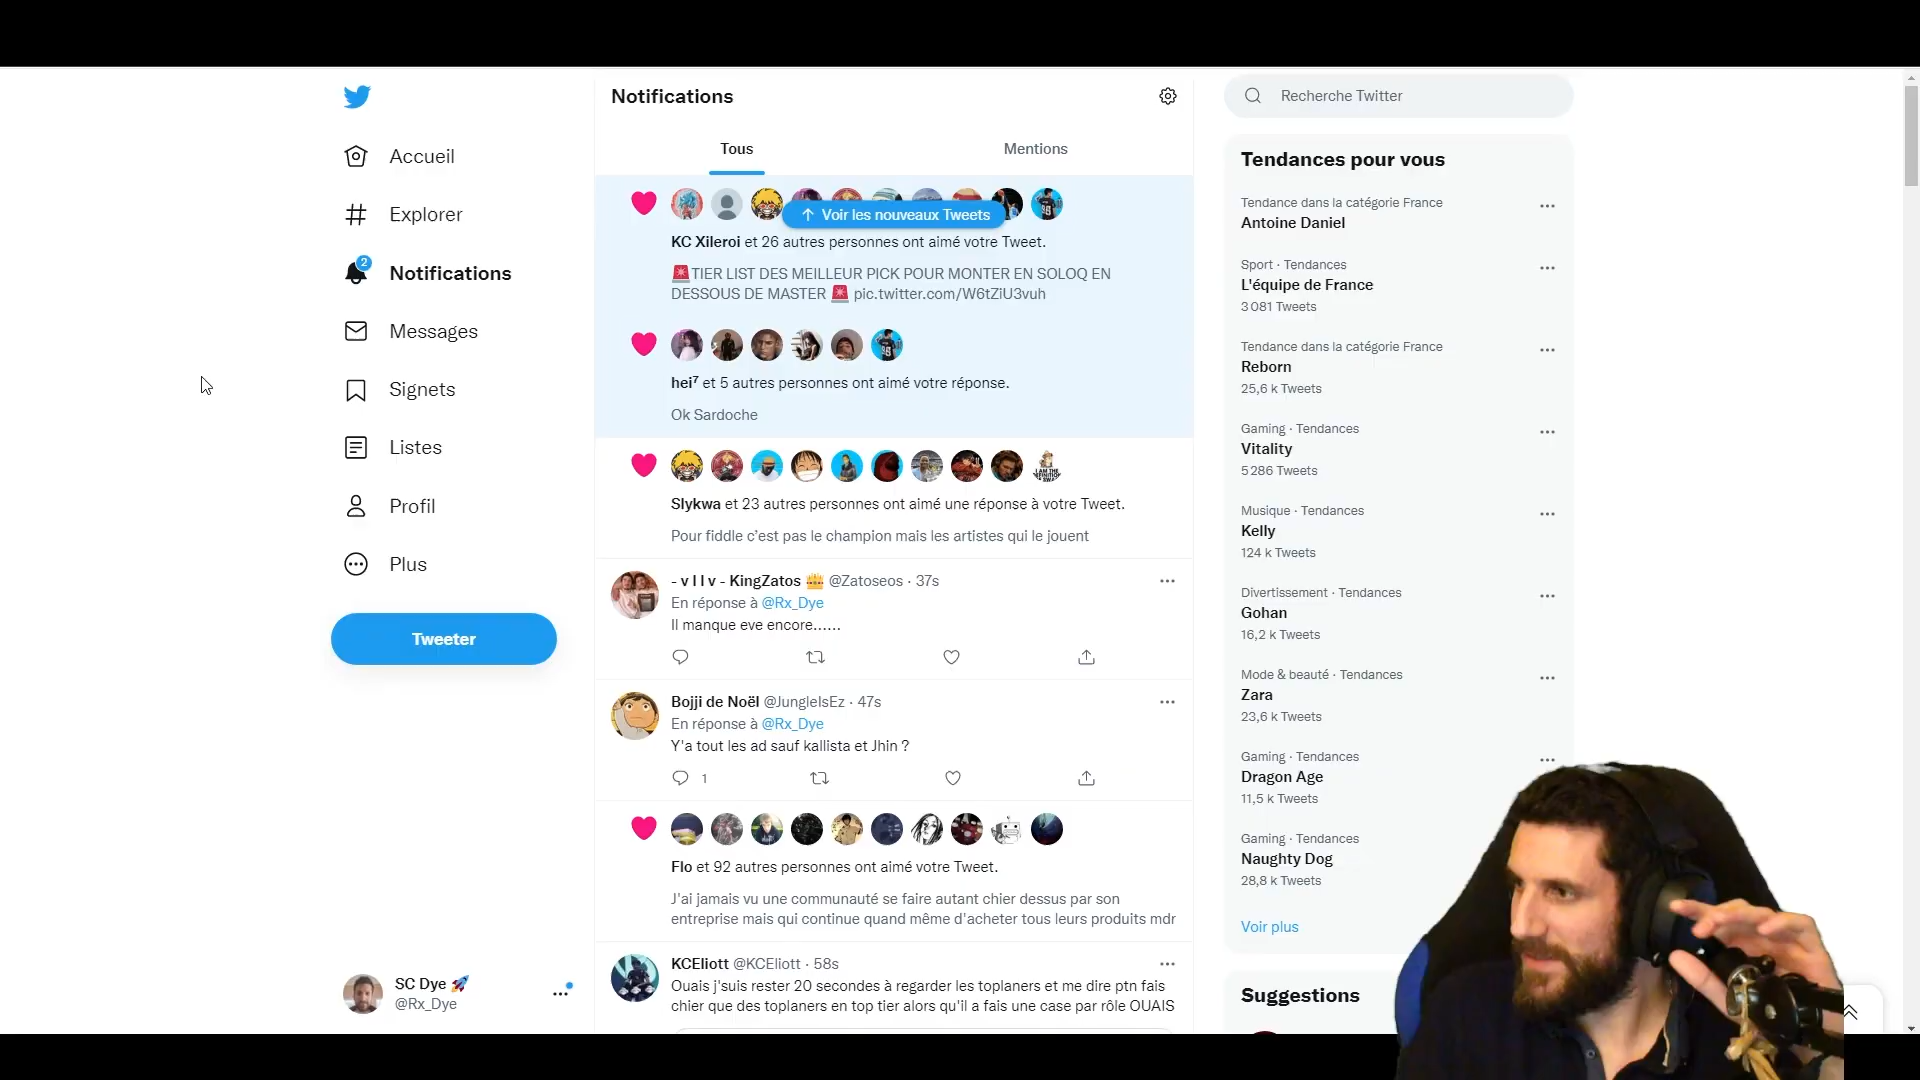 Accueil
Explorer
2
Notifications
Messages
Signets
Listes
Profil
Plus
Tweeter
SC Dye 🚀
@Rx_Dye
Notifications
Tous
Mentions
Voir les nouveaux Tweets
KC Xileroi et 26 autres personnes ont aimé votre Tweet.
🚨TIER LIST DES MEILLEUR PICK POUR MONTER EN SOLOQ EN
DESSOUS DE MASTER 🚨 pic.twitter.com/W6tZiU3vuh
hei⁷ et 5 autres personnes ont aimé votre réponse.
Ok Sardoche
Slykwa et 23 autres personnes ont aimé une réponse à votre Tweet.
Pour fiddle c'est pas le champion mais les artistes qui le jouent
- v l l v - KingZatos 👑 @Zatoseos · 37s
En réponse à @Rx_Dye
Il manque eve encore......
Bojji de Noël @JungleIsEz · 47s
En réponse à @Rx_Dye
Y'a tout les ad sauf kallista et Jhin ?
1
Flo et 92 autres personnes ont aimé votre Tweet.
J'ai jamais vu une communauté se faire autant chier dessus par son
entreprise mais qui continue quand même d'acheter tous leurs produits mdr
KCEliott @KCEliott · 58s
Ouais j'suis rester 20 secondes à regarder les toplaners et me dire ptn fais
chier que des toplaners en top tier alors qu'il a fais une case par rôle OUAIS
Recherche Twitter
Tendances pour vous
Tendance dans la catégorie France
Antoine Daniel
Sport · Tendances
L'équipe de France
3 081 Tweets
Tendance dans la catégorie France
Reborn
25,6 k Tweets
Gaming · Tendances
Vitality
5 286 Tweets
Musique · Tendances
Kelly
124 k Tweets
Divertissement · Tendances
Gohan
16,2 k Tweets
Mode & beauté · Tendances
Zara
23,6 k Tweets
Gaming · Tendances
Dragon Age
11,5 k Tweets
Gaming · Tendances
Naughty Dog
28,8 k Tweets
Voir plus
Suggestions